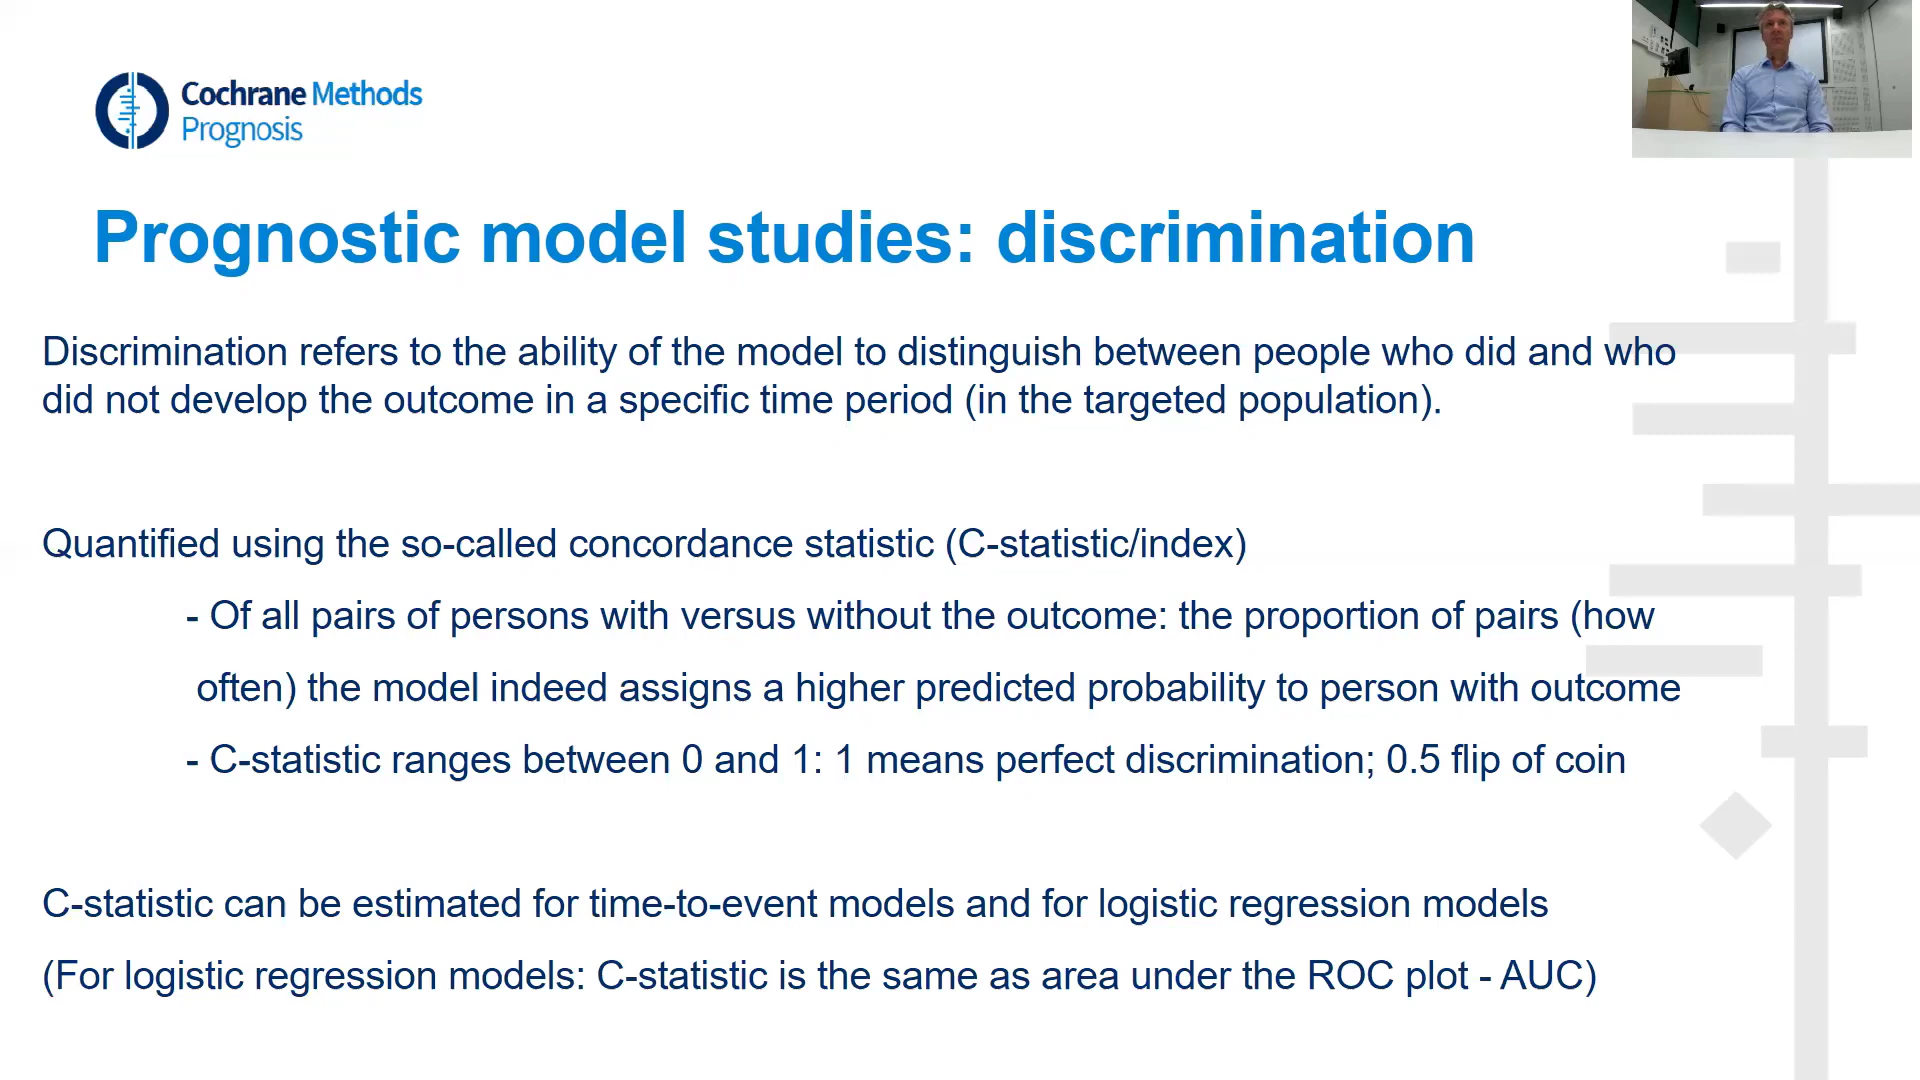 Cochrane Methods
Prognosis
Prognostic model studies: discrimination
Discrimination refers to the ability of the model to distinguish between people who did and who
did not develop the outcome in a specific time period (in the targeted population).
Quantified using the so-called concordance statistic (C-statistic/index)
- Of all pairs of persons with versus without the outcome: the proportion of pairs (how
often) the model indeed assigns a higher predicted probability to person with outcome
- C-statistic ranges between 0 and 1: 1 means perfect discrimination; 0.5 flip of coin
C-statistic can be estimated for time-to-event models and for logistic regression models
(For logistic regression models: C-statistic is the same as area under the ROC plot - AUC)